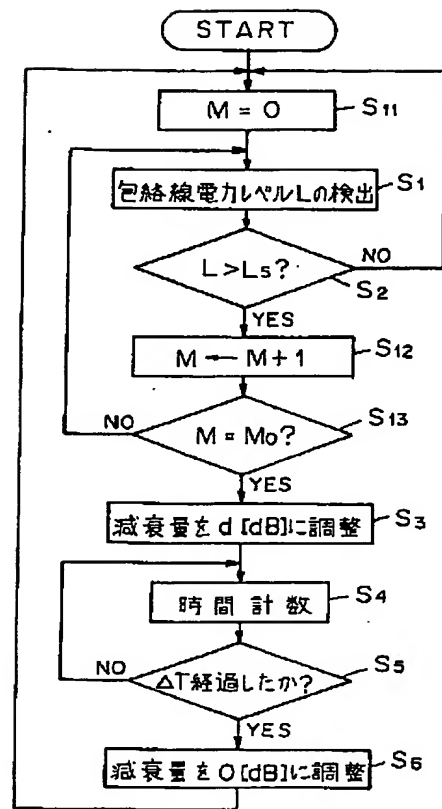 START
M = 0
S11
包絡線電力レベルLの検出
S1
L>Ls?
NO
S2
YES
M ← M+1
S12
NO
M = Mo?
S13
YES
減衰量をd[dB]に調整
S3
時間計数
S4
NO
ΔT経過したか?
S5
YES
減衰量を0[dB]に調整
S6